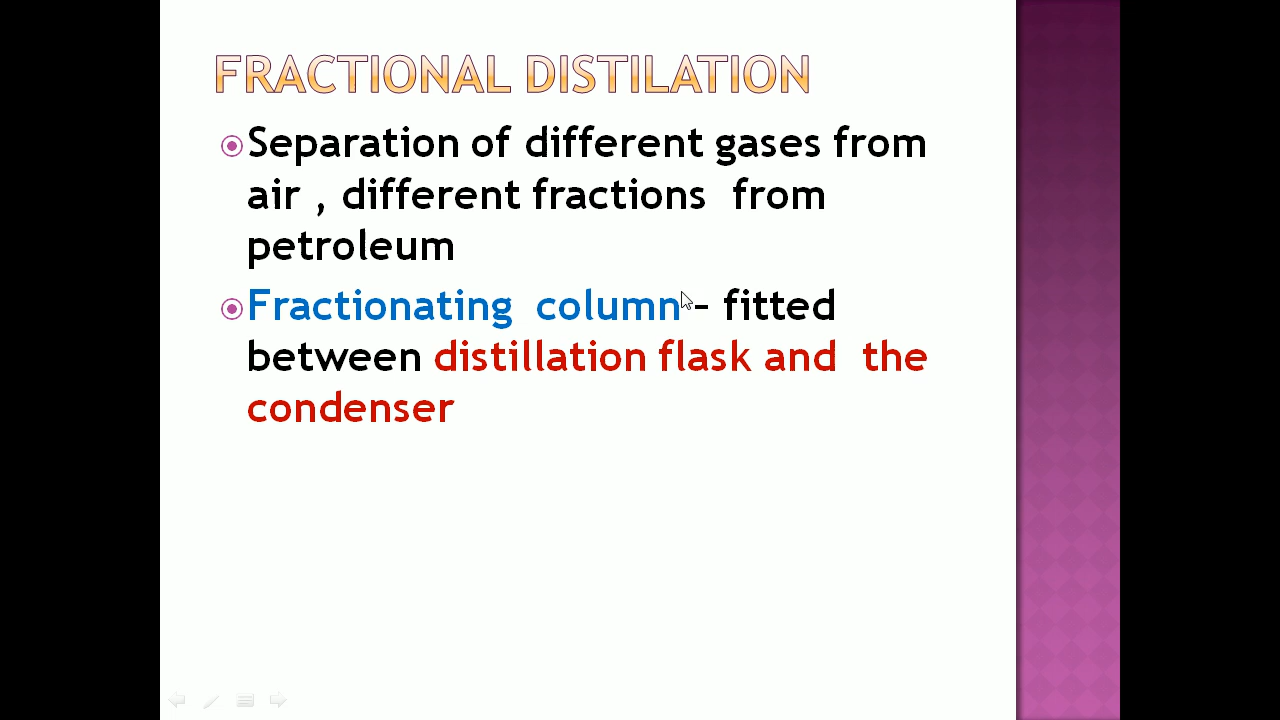 FRACTIONAL DISTILATION
Separation of different gases from
air , different fractions from
petroleum
Fractionating column – fitted
between distillation flask and the
condenser